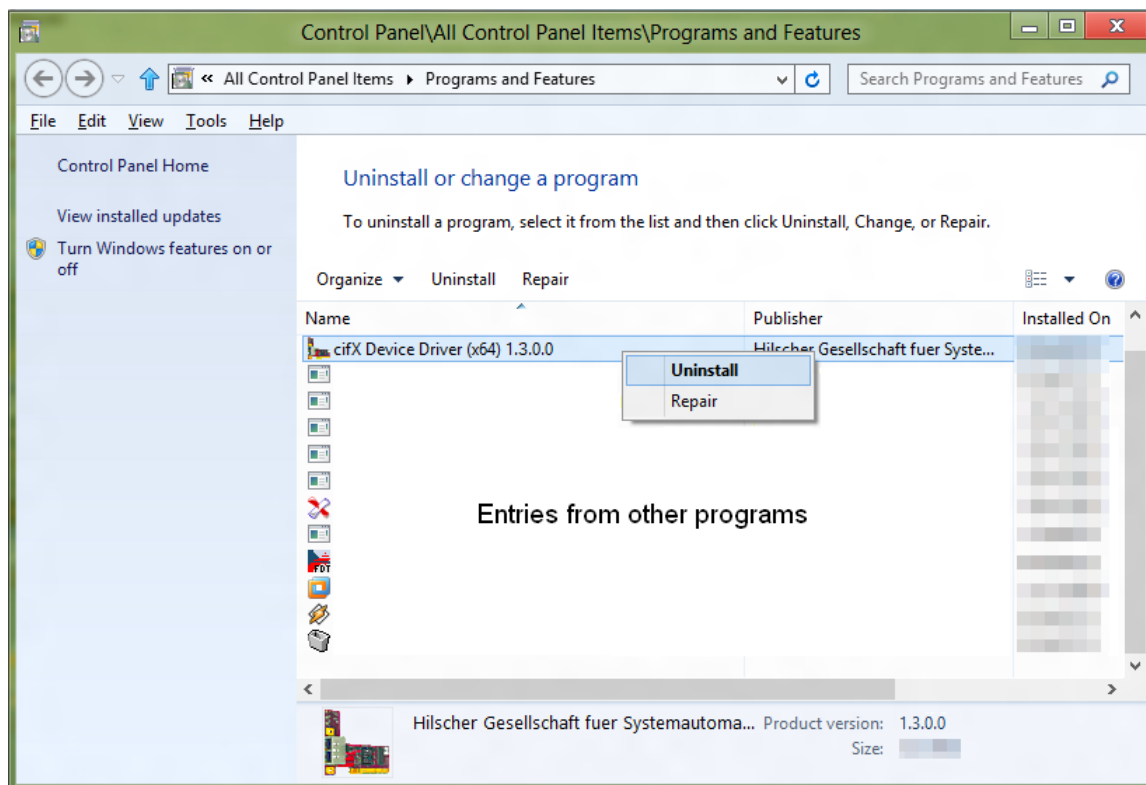 Control Panel\All Control Panel Items\Programs and Features
« All Control Panel Items ▸ Programs and Features
Search Programs and Features
File Edit View Tools Help
Control Panel Home
View installed updates
Turn Windows features on or
off
Uninstall or change a program
To uninstall a program, select it from the list and then click Uninstall, Change, or Repair.
Organize Uninstall Repair
Name Publisher Installed On
cifX Device Driver (x64) 1.3.0.0 Hilscher Gesellschaft fuer Syste...
Uninstall
Repair
Entries from other programs
FDT
Hilscher Gesellschaft fuer Systemautoma... Product version: 1.3.0.0
Size: